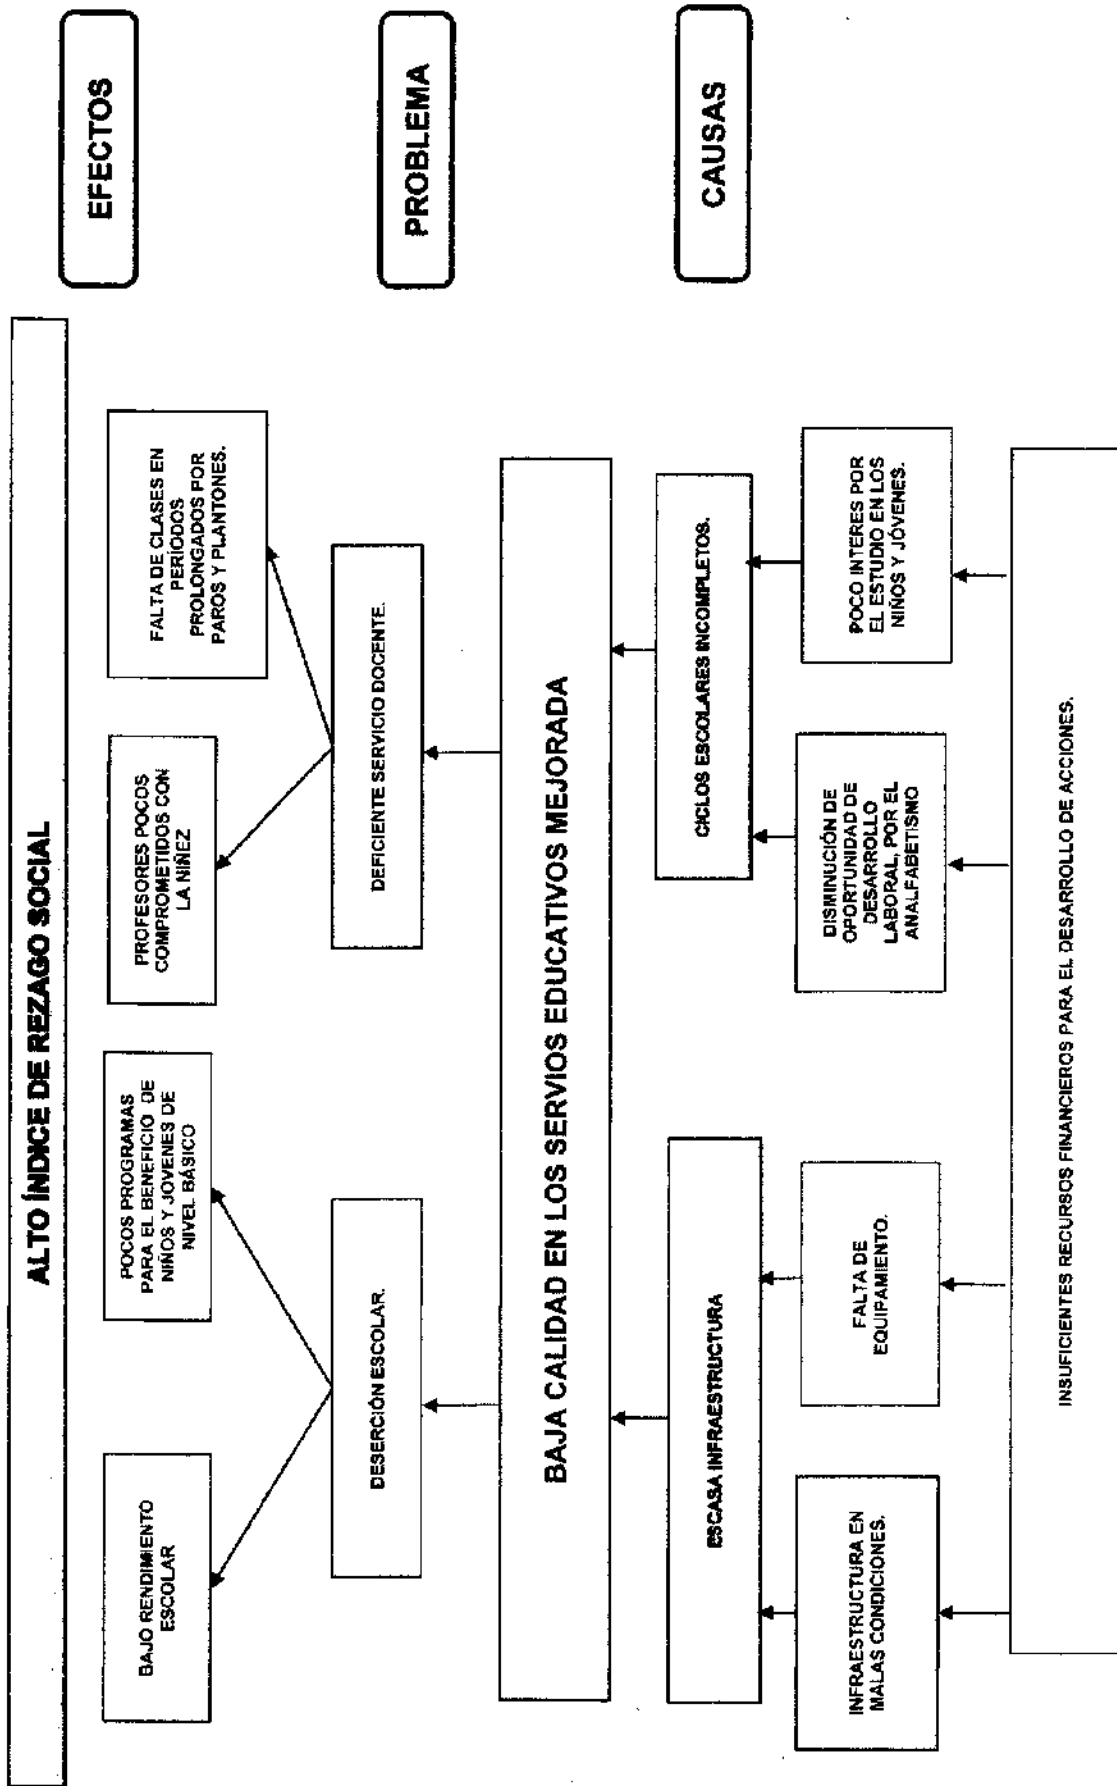 ALTO ÍNDICE DE REZAGO SOCIAL
EFECTOS
BAJO RENDIMIENTO
ESCOLAR
POCOS PROGRAMAS
PARA EL BENEFICIO DE
NIÑOS Y JOVENES DE
NIVEL BÁSICO
PROFESORES POCOS
COMPROMETIDOS CON
LA NIÑEZ
FALTA DE CLASES EN
PERÍODOS
PROLONGADOS POR
PAROS Y PLANTONES.
DESERCIÓN ESCOLAR.
DEFICIENTE SERVICIO DOCENTE.
PROBLEMA
BAJA CALIDAD EN LOS SERVIOS EDUCATIVOS MEJORADA
ESCASA INFRAESTRUCTURA
CICLOS ESCOLARES INCOMPLETOS.
CAUSAS
INFRAESTRUCTURA EN
MALAS CONDICIONES.
FALTA DE
EQUIPAMIENTO.
DISMINUCIÓN DE
OPORTUNIDAD DE
DESARROLLO
LABORAL, POR EL
ANALFABETISMO
POCO INTERES POR
EL ESTUDIO EN LOS
NIÑOS Y JÓVENES.
INSUFICIENTES RECURSOS FINANCIEROS PARA EL DESARROLLO DE ACCIONES.